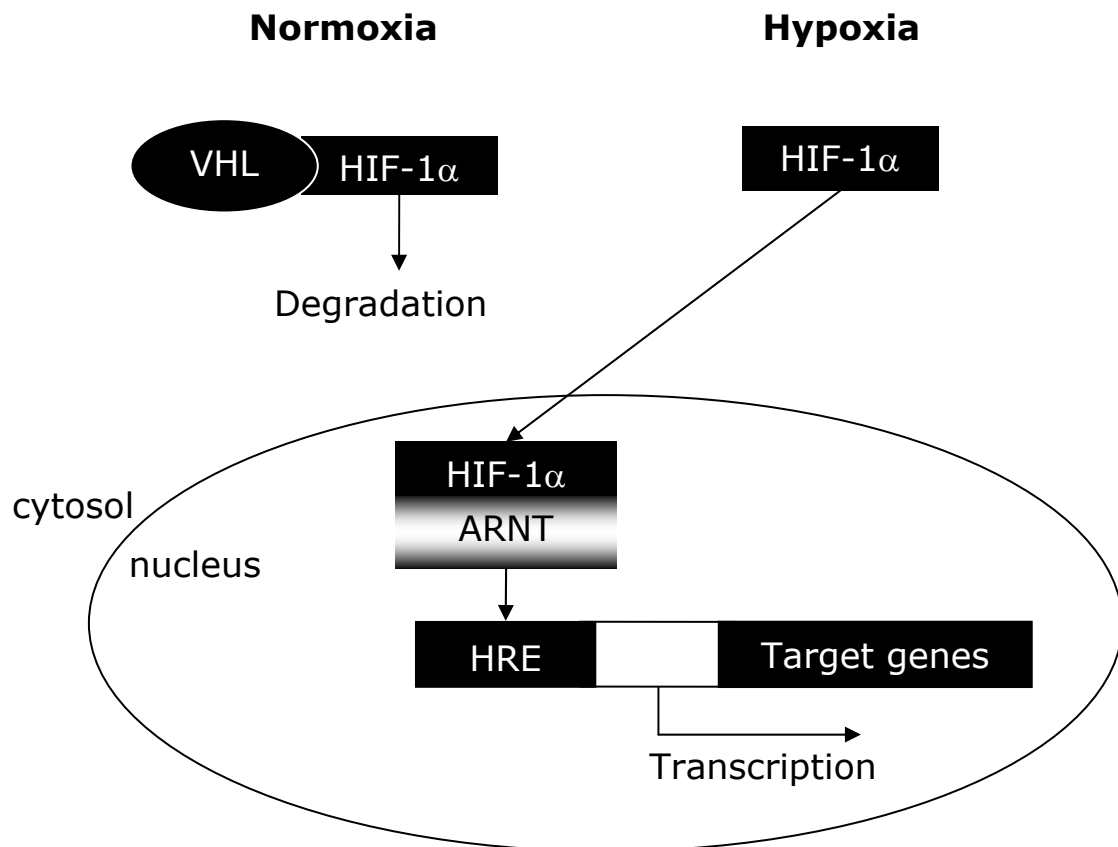 Normoxia
Hypoxia
VHL
HIF-1α
HIF-1α
Degradation
HIF-1α
cytosol
ARNT
nucleus
HRE
Target genes
Transcription